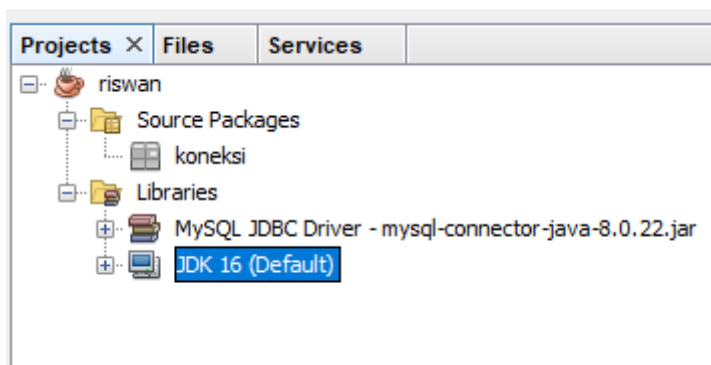 Projects Files Services
riswan
Source Packages
koneksi
Libraries
MySQL JDBC Driver - mysql-connector-java-8.0.22.jar
JDK 16 (Default)